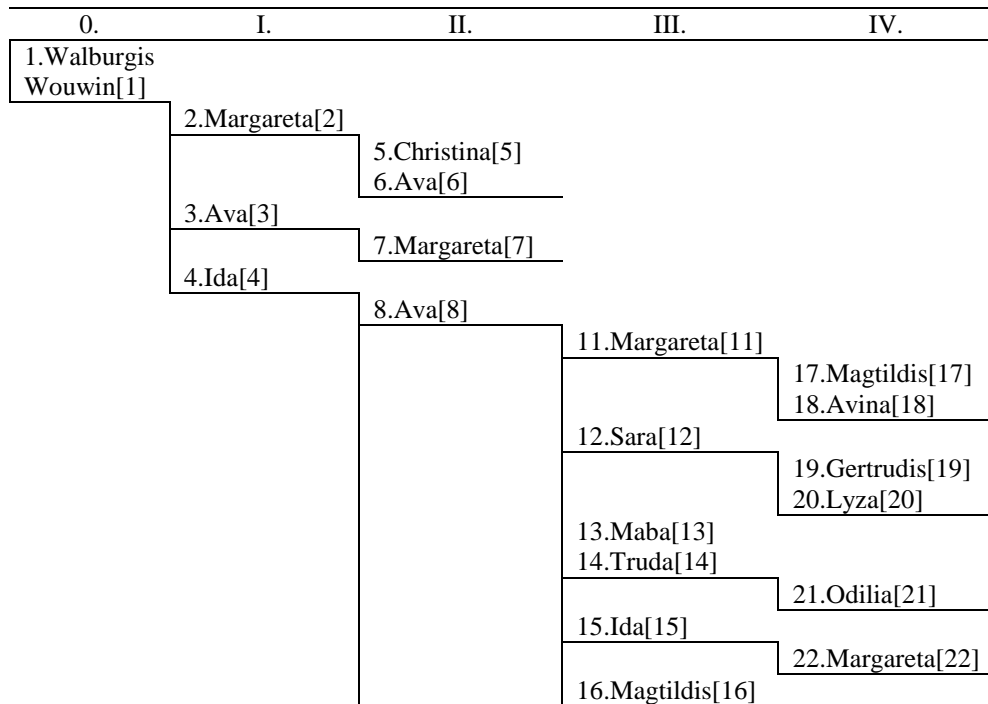 0. I. II. III. IV.
1.Walburgis
Wouwin[1]
2.Margareta[2]
5.Christina[5]
6.Ava[6]
3.Ava[3]
7.Margareta[7]
4.Ida[4]
8.Ava[8]
11.Margareta[11]
17.Magtildis[17]
18.Avina[18]
12.Sara[12]
19.Gertrudis[19]
20.Lyza[20]
13.Maba[13]
14.Truda[14]
21.Odilia[21]
15.Ida[15]
22.Margareta[22]
16.Magtildis[16]